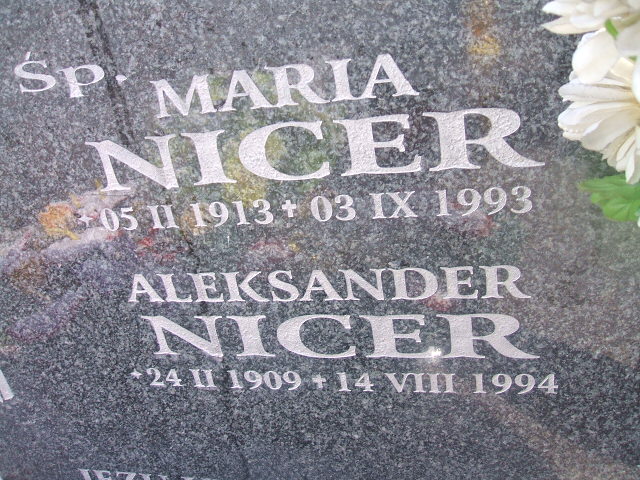 Śp. MARIA
NICER
*05 II 1913 + 03 IX 1993
ALEKSANDER
NICER
*24 II 1909 + 14 VIII 1994